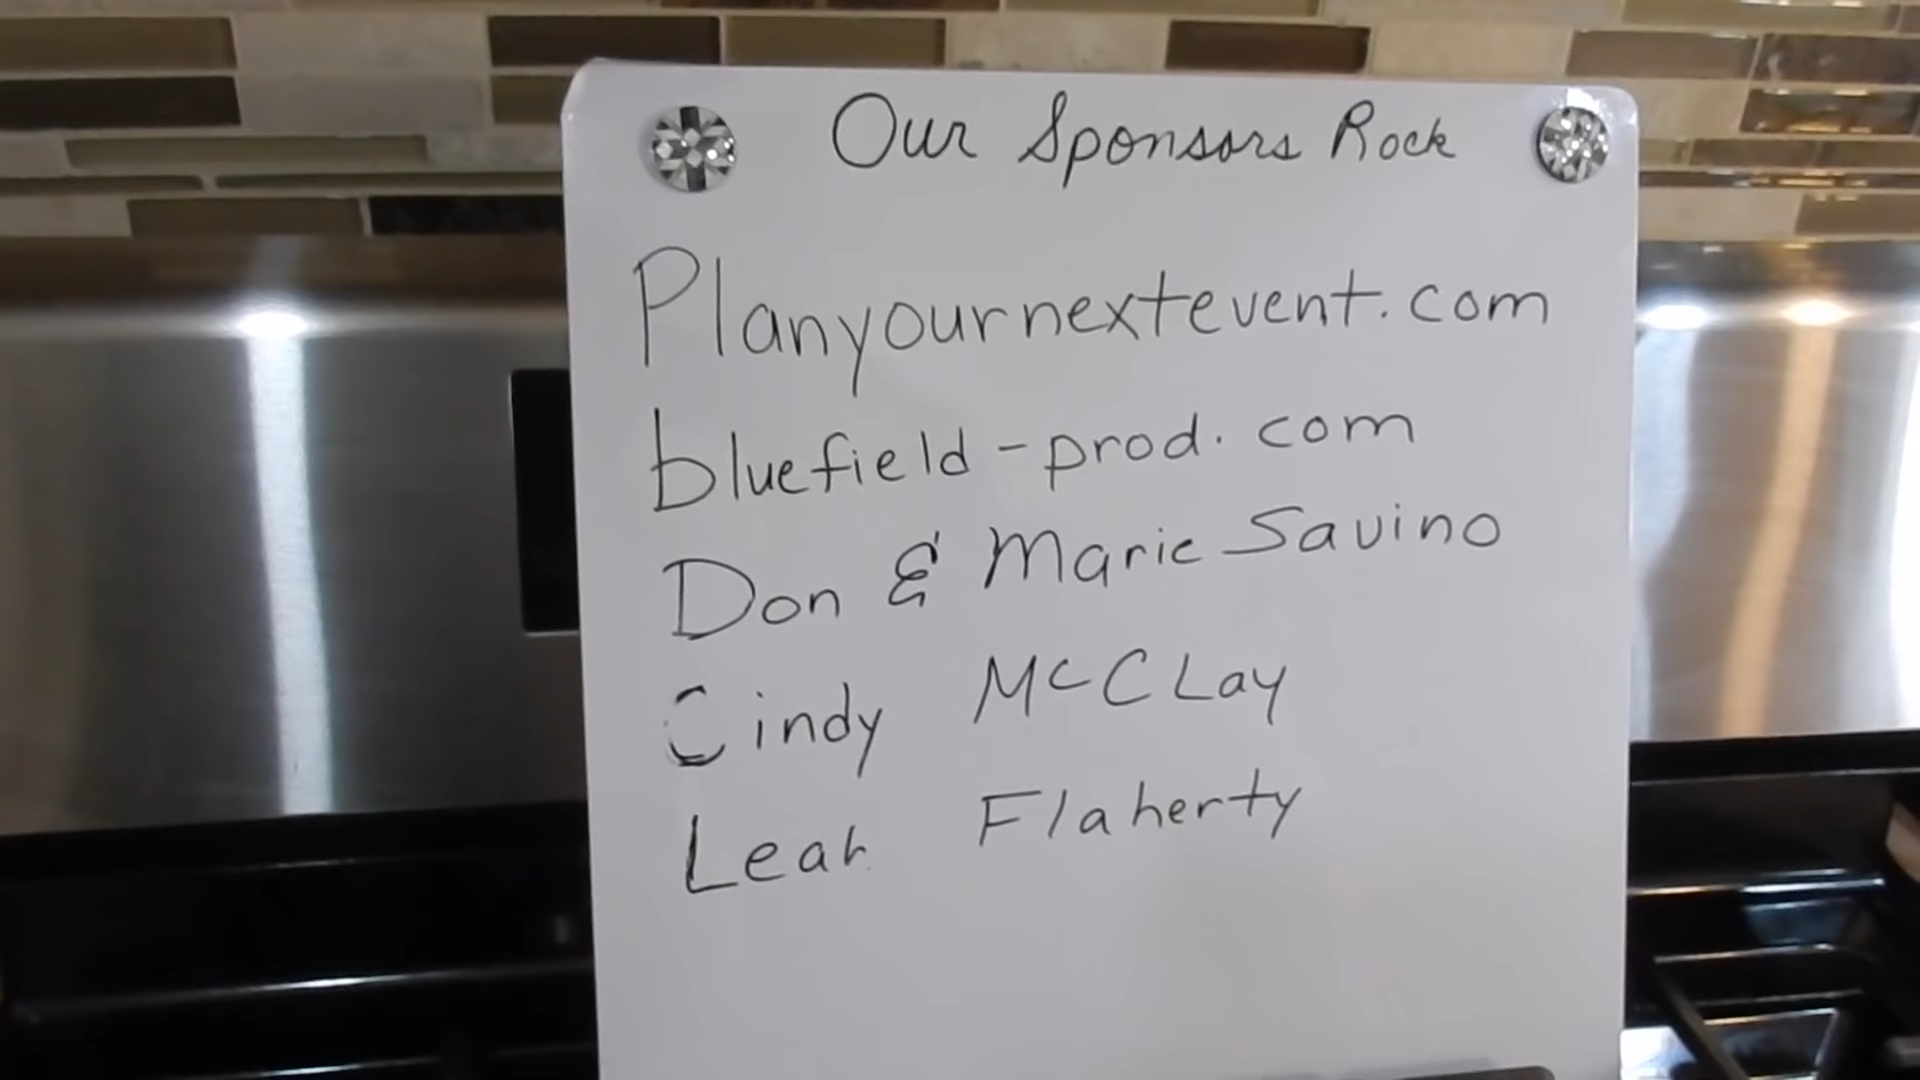 Our Sponsors Rock
Planyournextevent.com
bluefield-prod.com
Don & Marie Savino
Cindy McCLay
Leah Flaherty